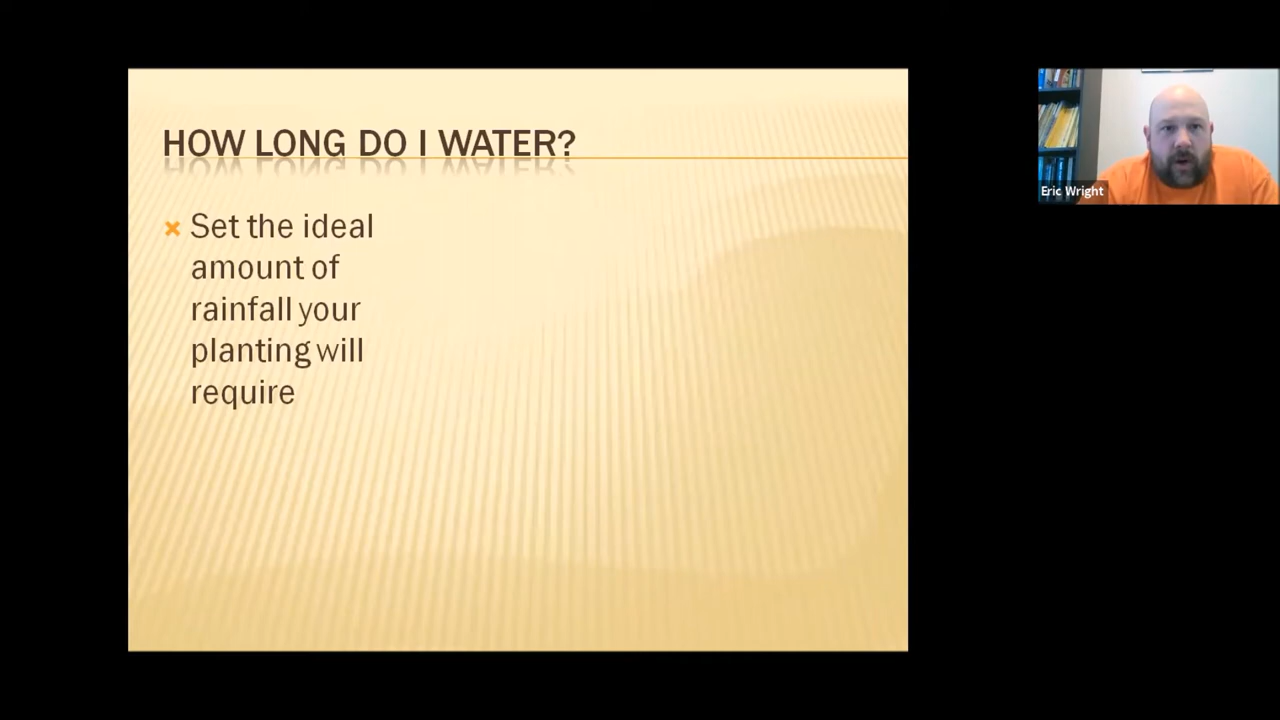 HOW LONG DO I WATER?
Set the ideal
amount of
rainfall your
planting will
require
Eric Wright